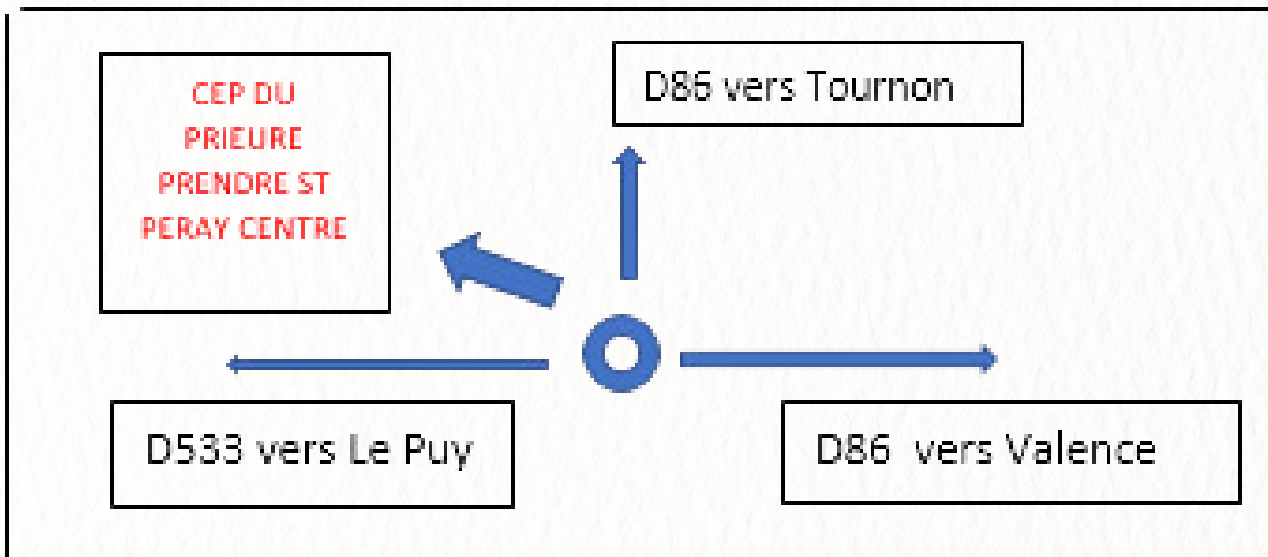 CEP DU
PRIEURE
PRENDRE ST
PERAY CENTRE
D86 vers Tournon
D533 vers Le Puy
D86 vers Valence